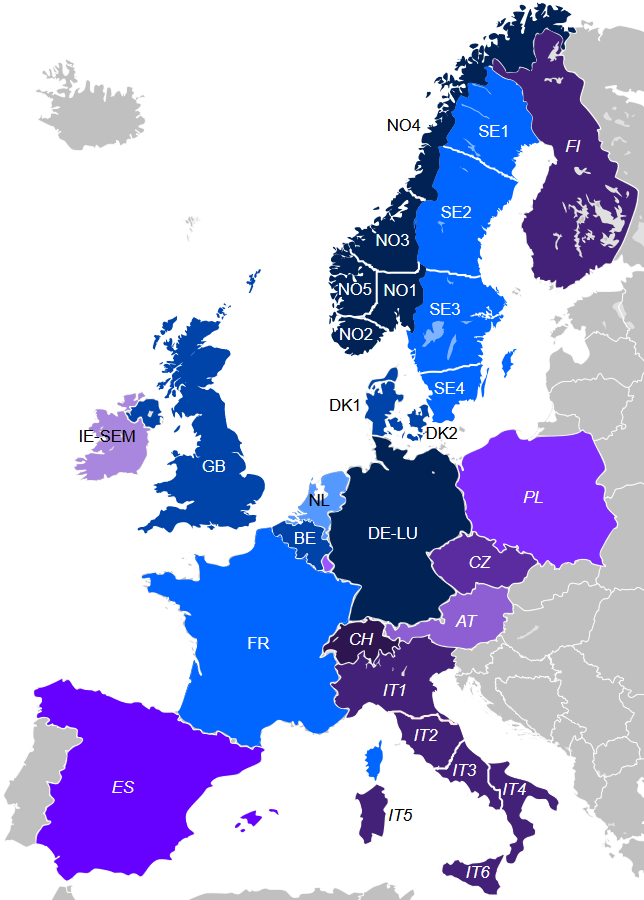 NO4
SE1
FI
SE2
NO3
NO5
NO1
SE3
NO2
SE4
DK1
DK2
IE-SEM
GB
NL
PL
DE-LU
BE
CZ
AT
CH
FR
IT1
IT2
IT3
ES
IT4
IT5
IT6